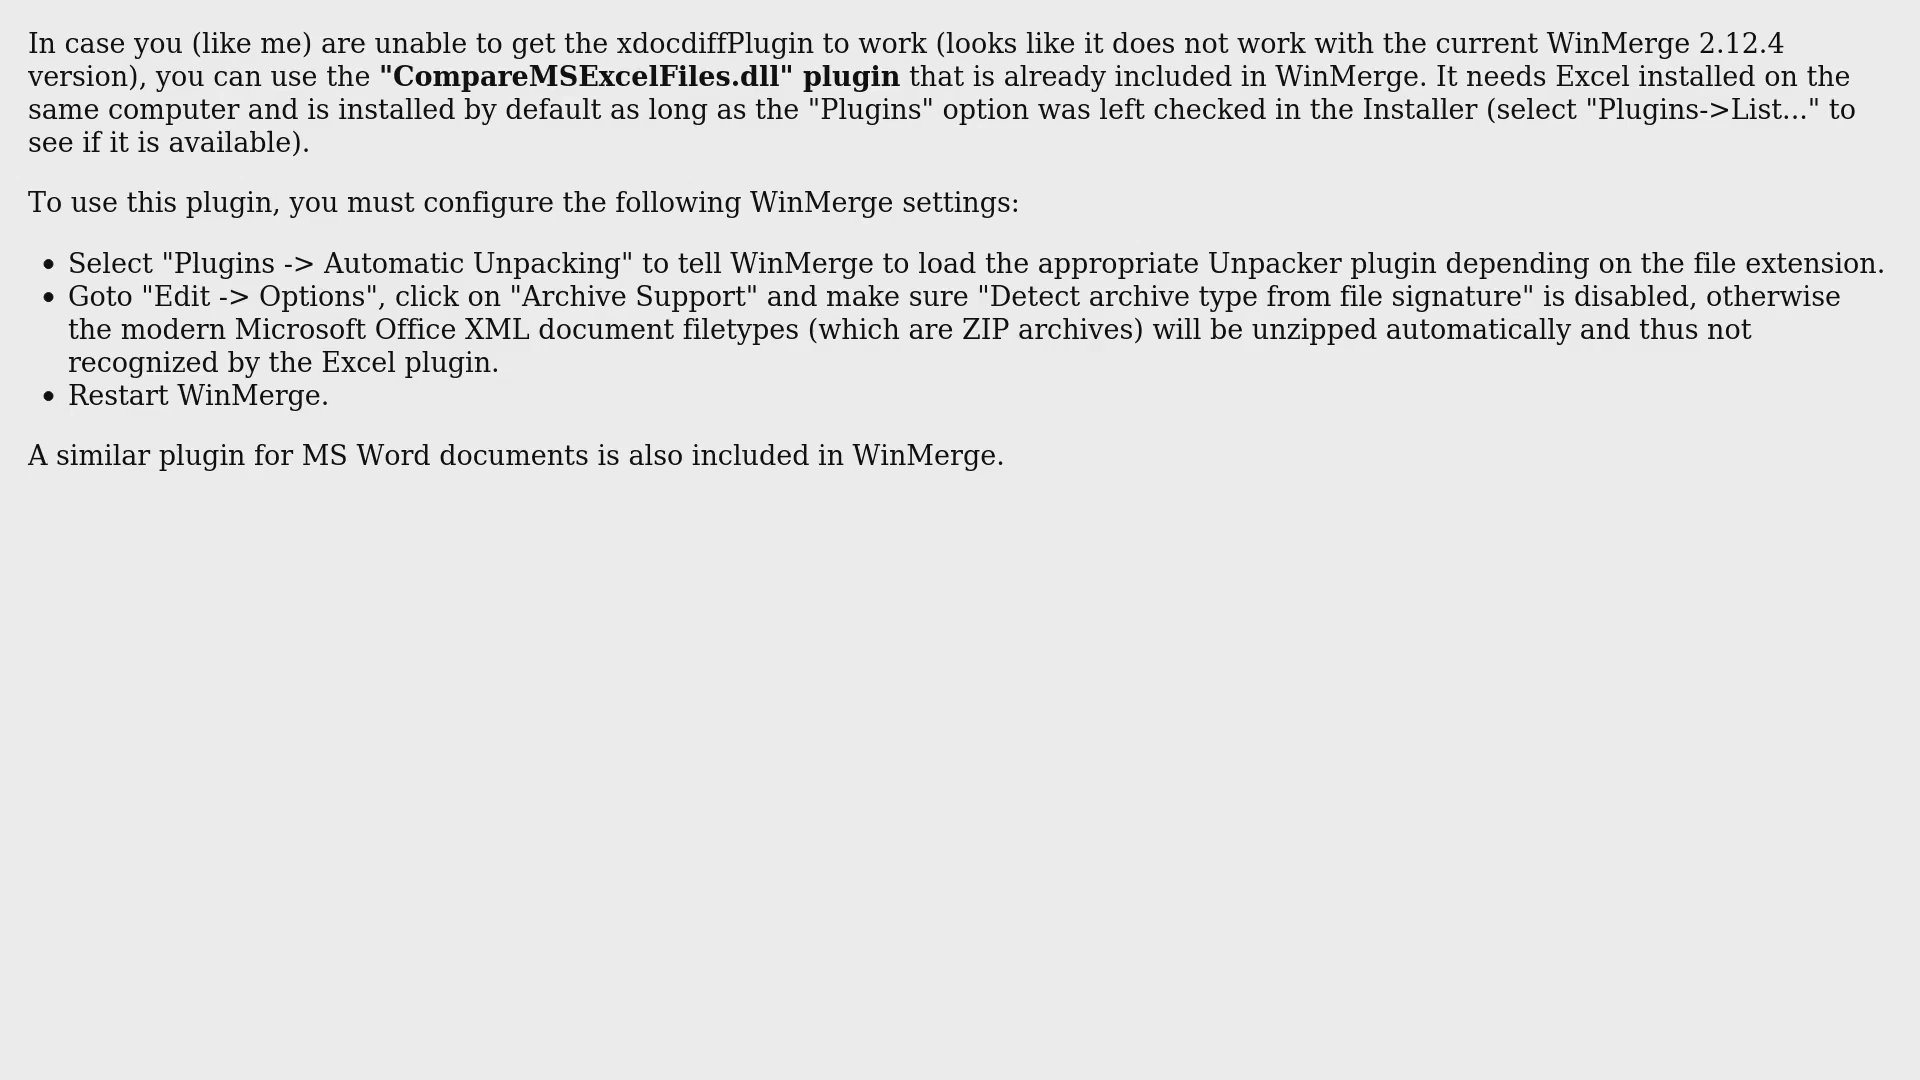 In case you (like me) are unable to get the xdocdiffPlugin to work (looks like it does not work with the current WinMerge 2.12.4
version), you can use the "CompareMSExcelFiles.dll" plugin that is already included in WinMerge. It needs Excel installed on the
same computer and is installed by default as long as the "Plugins" option was left checked in the Installer (select "Plugins->List..." to
see if it is available).
To use this plugin, you must configure the following WinMerge settings:
• Select "Plugins -> Automatic Unpacking" to tell WinMerge to load the appropriate Unpacker plugin depending on the file extension.
• Goto "Edit -> Options", click on "Archive Support" and make sure "Detect archive type from file signature" is disabled, otherwise
the modern Microsoft Office XML document filetypes (which are ZIP archives) will be unzipped automatically and thus not
recognized by the Excel plugin.
• Restart WinMerge.
A similar plugin for MS Word documents is also included in WinMerge.